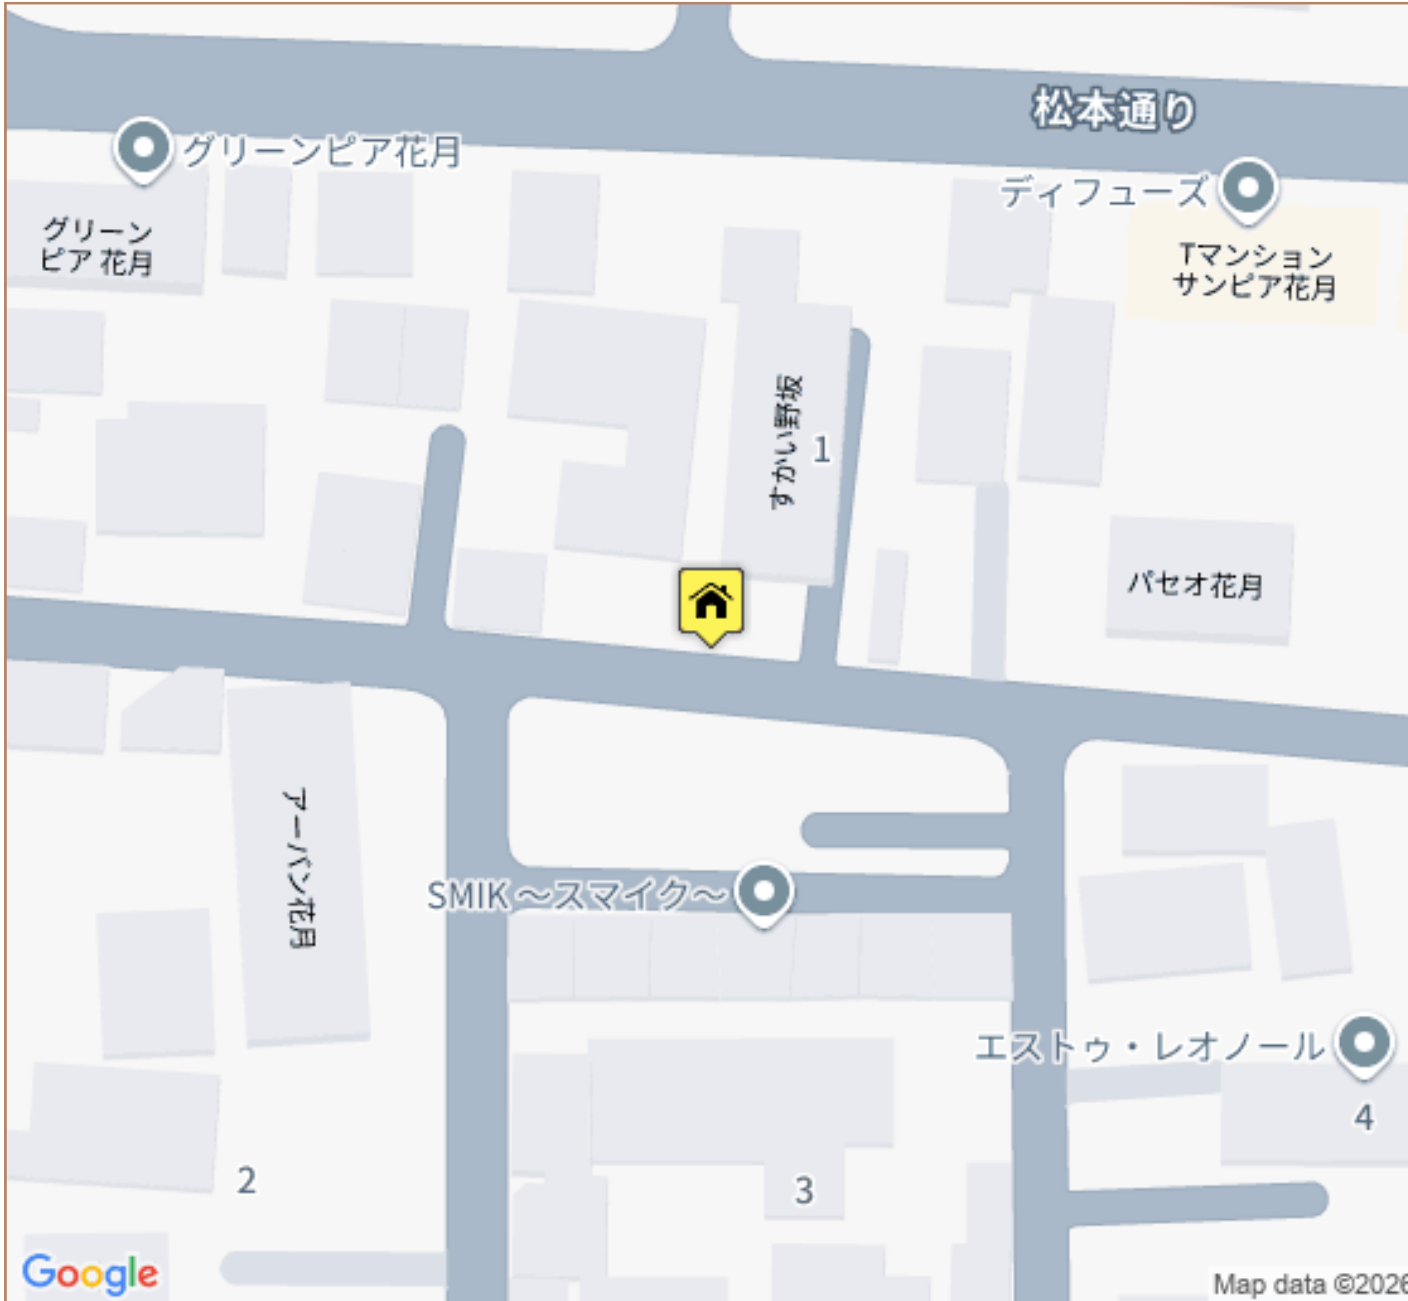 松本通り
グリーンピア花月
ディフューズ
グリーン
ピア 花月
Tマンション
サンピア花月
すかい野坂
1
パセオ花月
アーバン花月
SMIK ～スマイク～
エストゥ・レオノール
4
2
3
Google
Map data ©2026